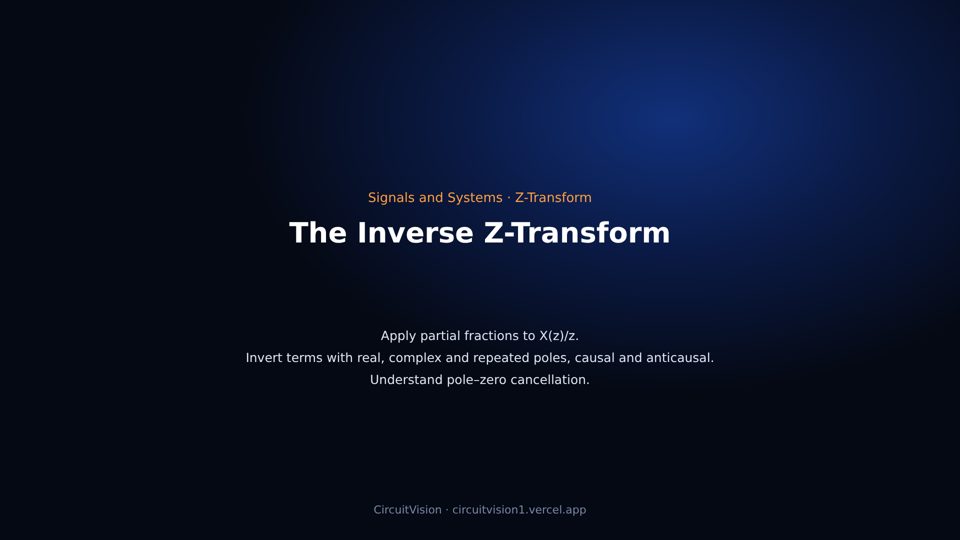 Signals and Systems · Z-Transform
The Inverse Z-Transform
Apply partial fractions to X(z)/z.
Invert terms with real, complex and repeated poles, causal and anticausal.
Understand pole–zero cancellation.
CircuitVision · circuitvision1.vercel.app